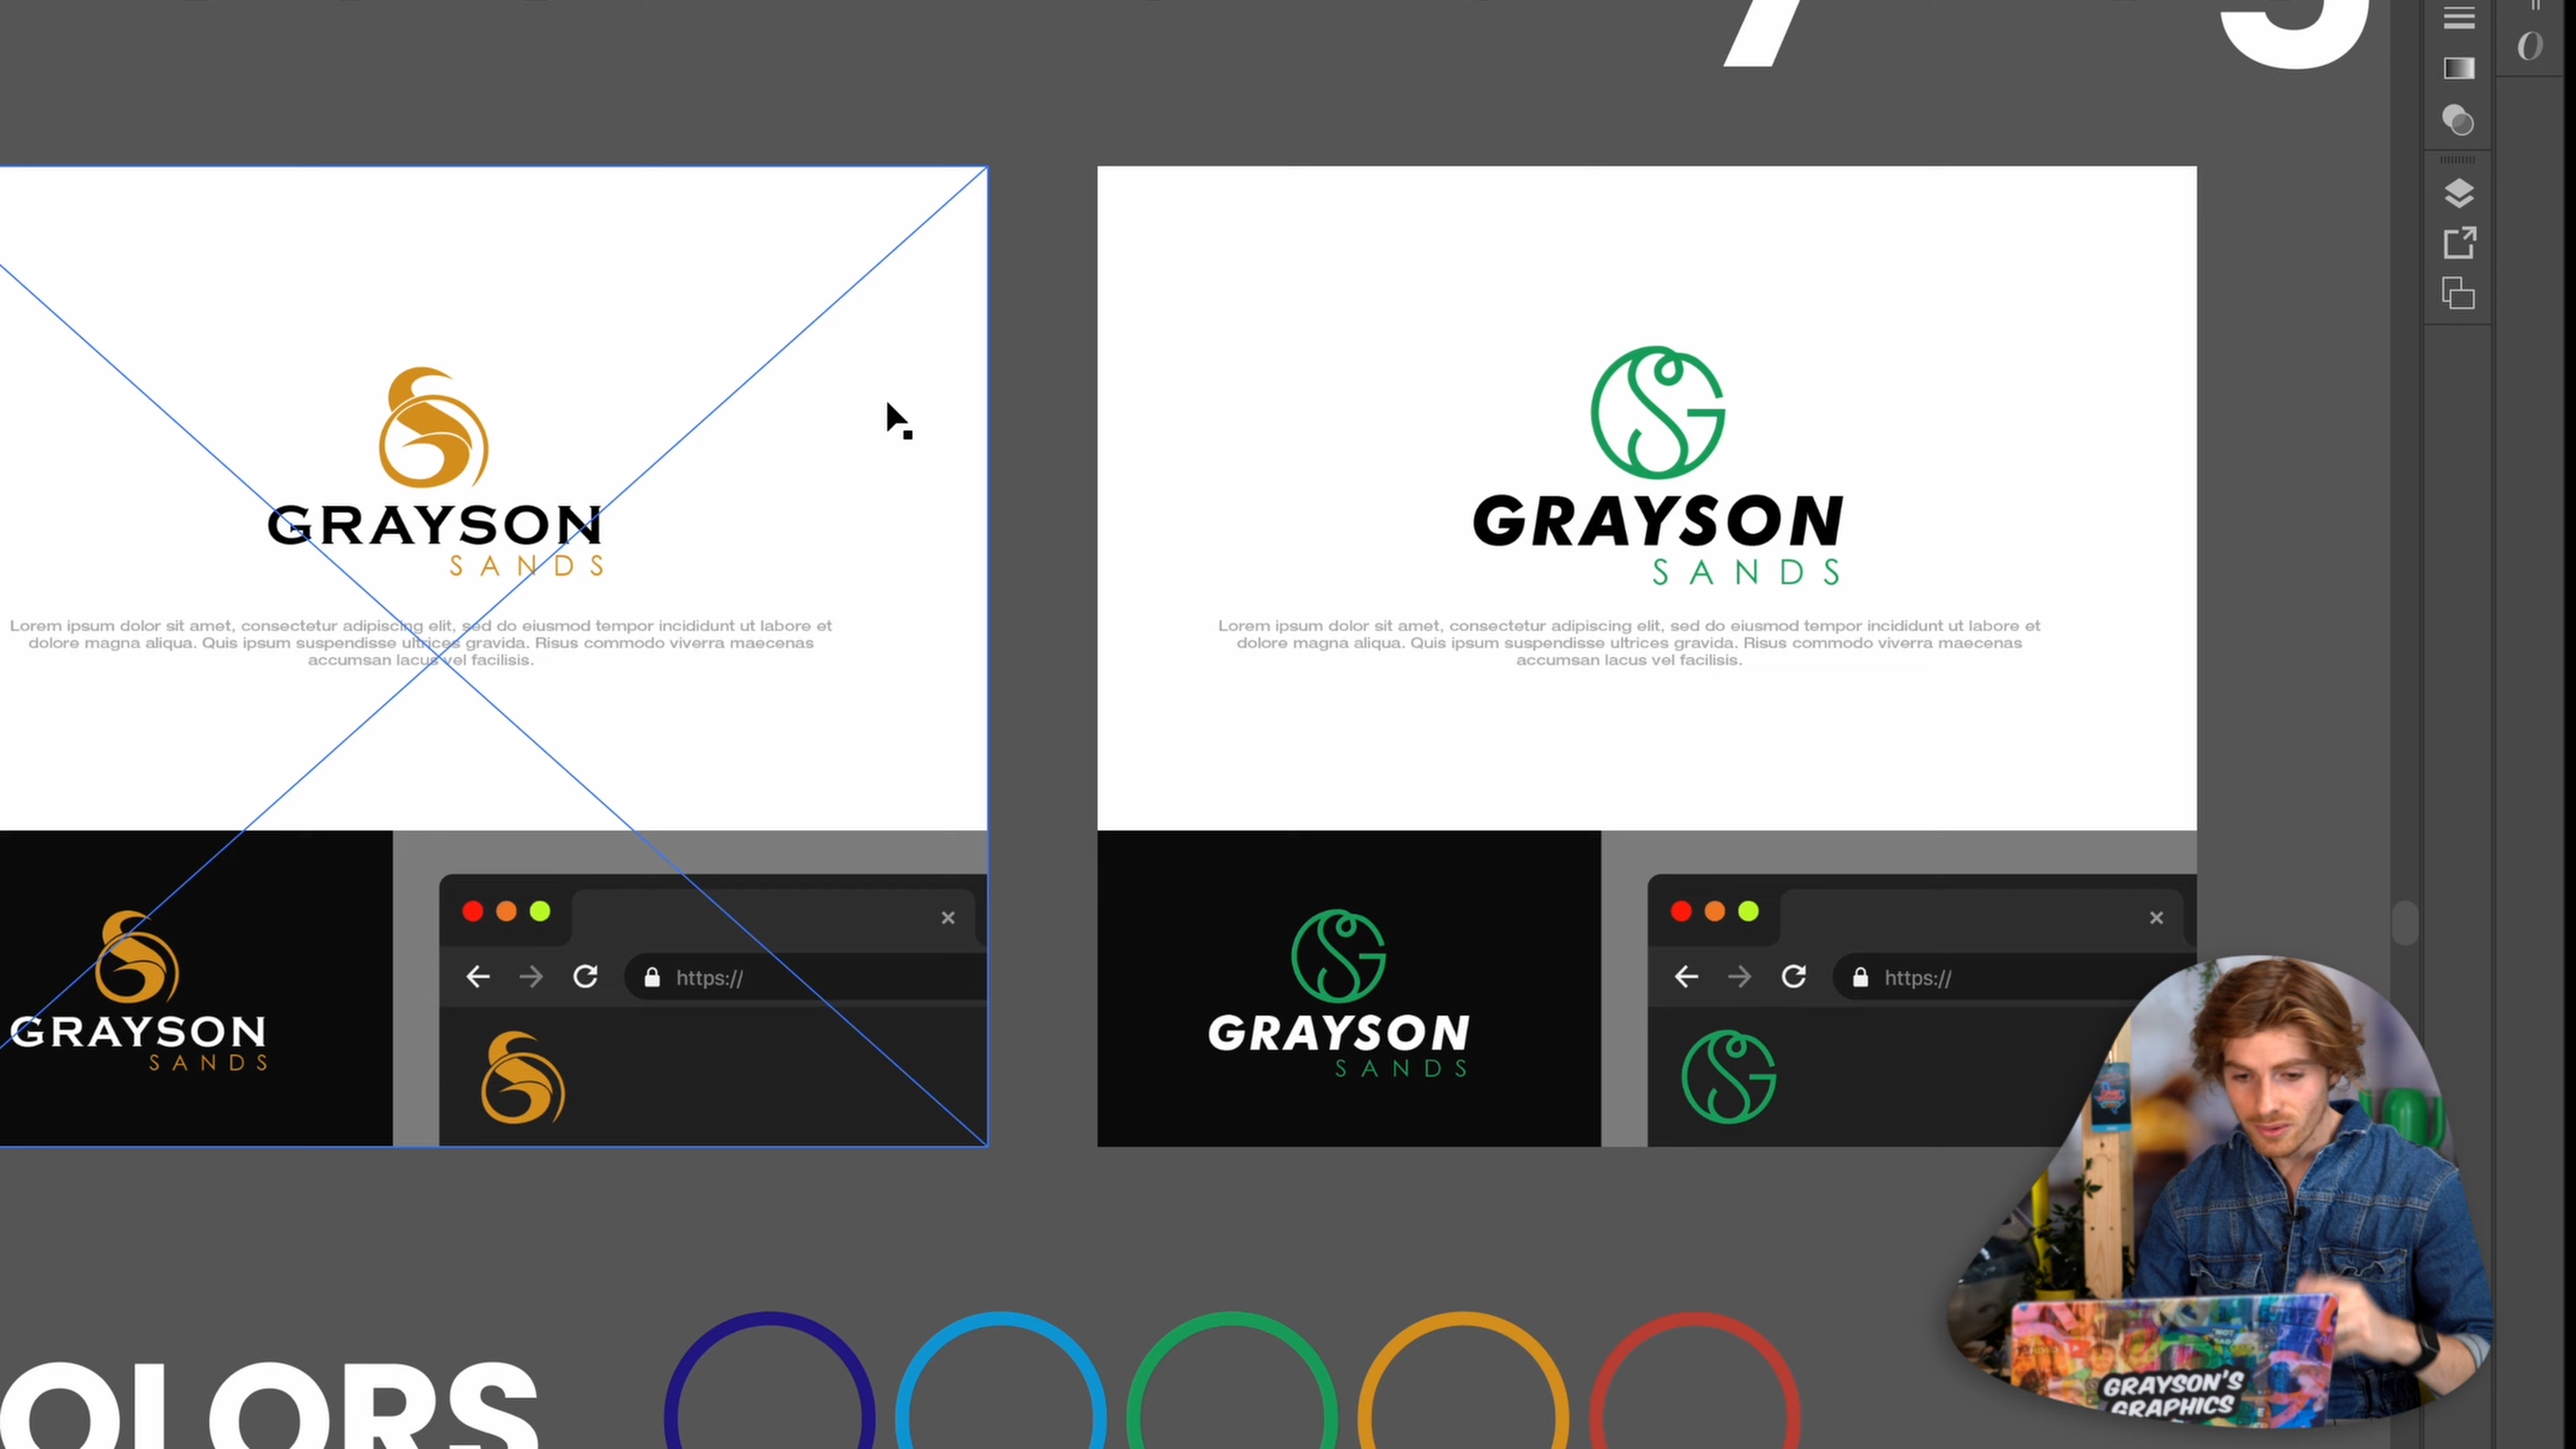 GRAYSON
SANDS
Lorem ipsum dolor sit amet, consectetur adipiscing elit, sed do eiusmod tempor incididunt ut labore et
dolore magna aliqua. Quis ipsum suspendisse ultrices gravida. Risus commodo viverra maecenas
accumsan lacus vel facilisis.
GRAYSON
SANDS
https://
GRAYSON
SANDS
Lorem ipsum dolor sit amet, consectetur adipiscing elit, sed do eiusmod tempor incididunt ut labore et
dolore magna aliqua. Quis ipsum suspendisse ultrices gravida. Risus commodo viverra maecenas
accumsan lacus vel facilisis.
SG
GRAYSON
SANDS
https://
OLORS
GRAYSON'S
GRAPHICS